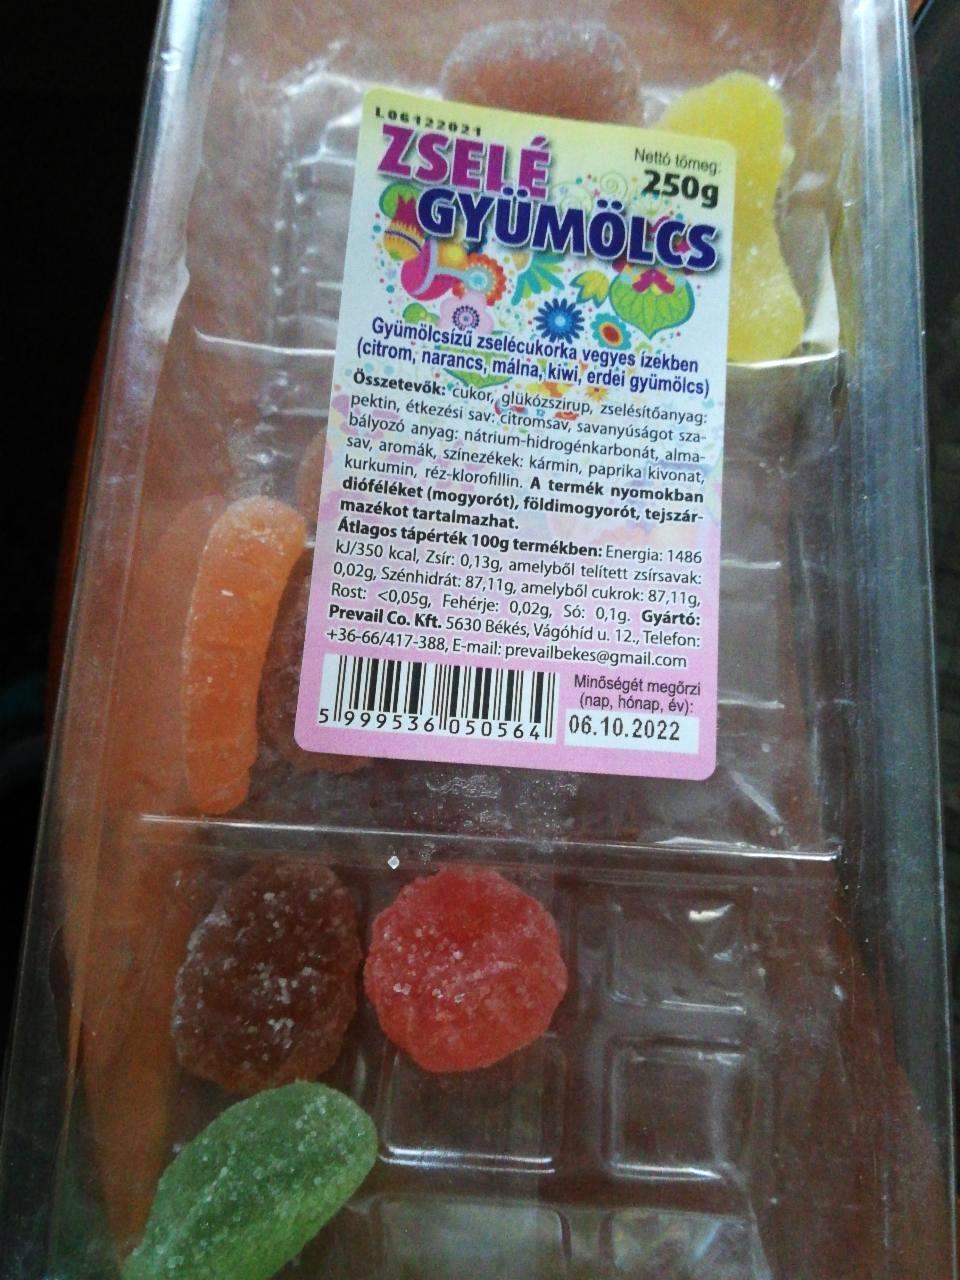 L06122021
ZSELÉ
Nettó tömeg:
250g
GYÜMÖLCS
Gyümölcsízű zselécukorka vegyes ízekben
(citrom, narancs, málna, kiwi, erdei gyümölcs)
Összetevők: cukor, glükózszirup, zselésítőanyag:
pektin, étkezési sav: citromsav, savanyúságot sza-
bályozó anyag: nátrium-hidrogénkarbonát, alma-
sav, aromák, színezékek: kármin, paprika kivonat,
kurkumin, réz-klorofillin. A termék nyomokban
dióféléket (mogyorót), földimogyorót, tejszár-
mazékot tartalmazhat.
Átlagos tápérték 100g termékben: Energia: 1486
kJ/350 kcal, Zsír: 0,13g, amelyből telített zsírsavak:
0,02g, Szénhidrát: 87,11g, amelyből cukrok: 87,11g,
Rost: <0,05g, Fehérje: 0,02g, Só: 0,1g. Gyártó:
Prevail Co. Kft. 5630 Békés, Vágóhíd u. 12., Telefon:
+36-66/417-388, E-mail: prevailbekes@gmail.com
5 999536 050564
Minőségét megőrzi
(nap, hónap, év):
06.10.2022